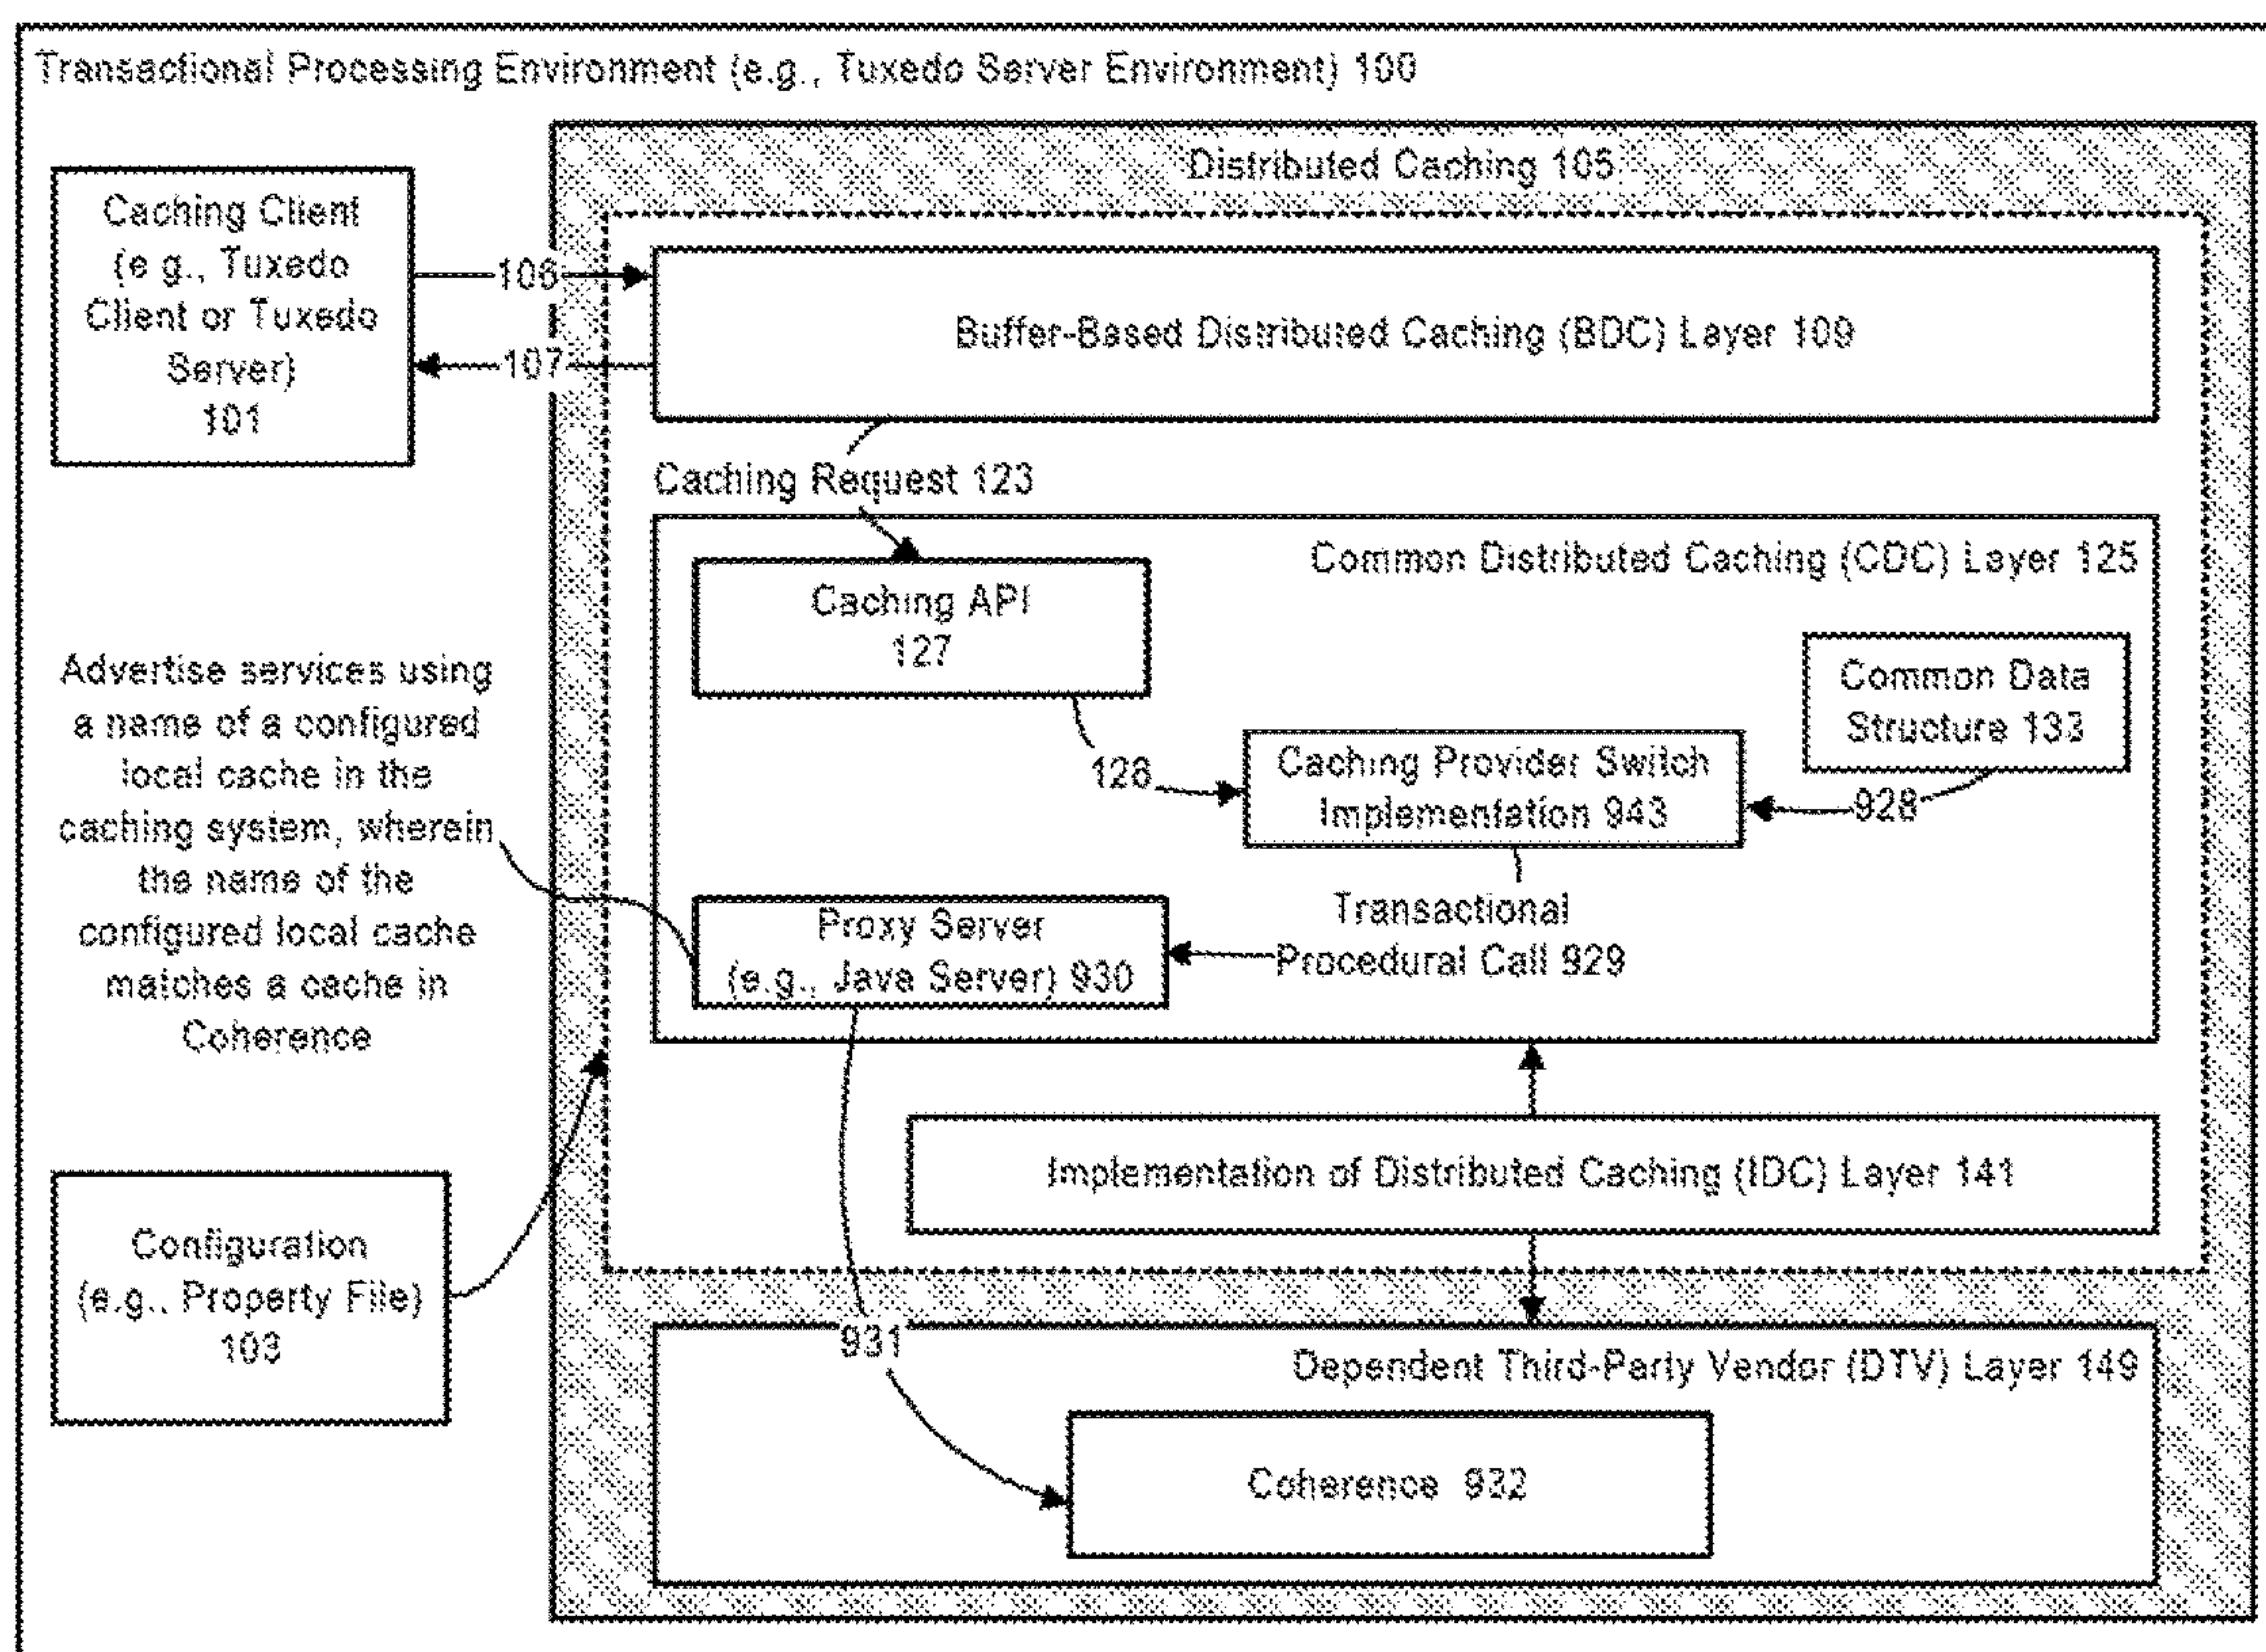 Transactional Processing Environment (e.g., Tuxedo Server Environment) 100
Distributed Caching 105
Caching Client
(e.g., Tuxedo
Client or Tuxedo
Server)
101
106
107
Buffer-Based Distributed Caching (BDC) Layer 109
Caching Request 123
Common Distributed Caching (CDC) Layer 125
Caching API
127
Common Data
Structure 133
128
Caching Provider Switch
Implementation 943
928
Advertise services using
a name of a configured
local cache in the
caching system, wherein
the name of the
configured local cache
matches a cache in
Coherence
Proxy Server
(e.g., Java Server) 930
Transactional
Procedural Call 929
Implementation of Distributed Caching (IDC) Layer 141
Configuration
(e.g., Property File)
103
931
Dependent Third-Party Vendor (DTV) Layer 149
Coherence 932